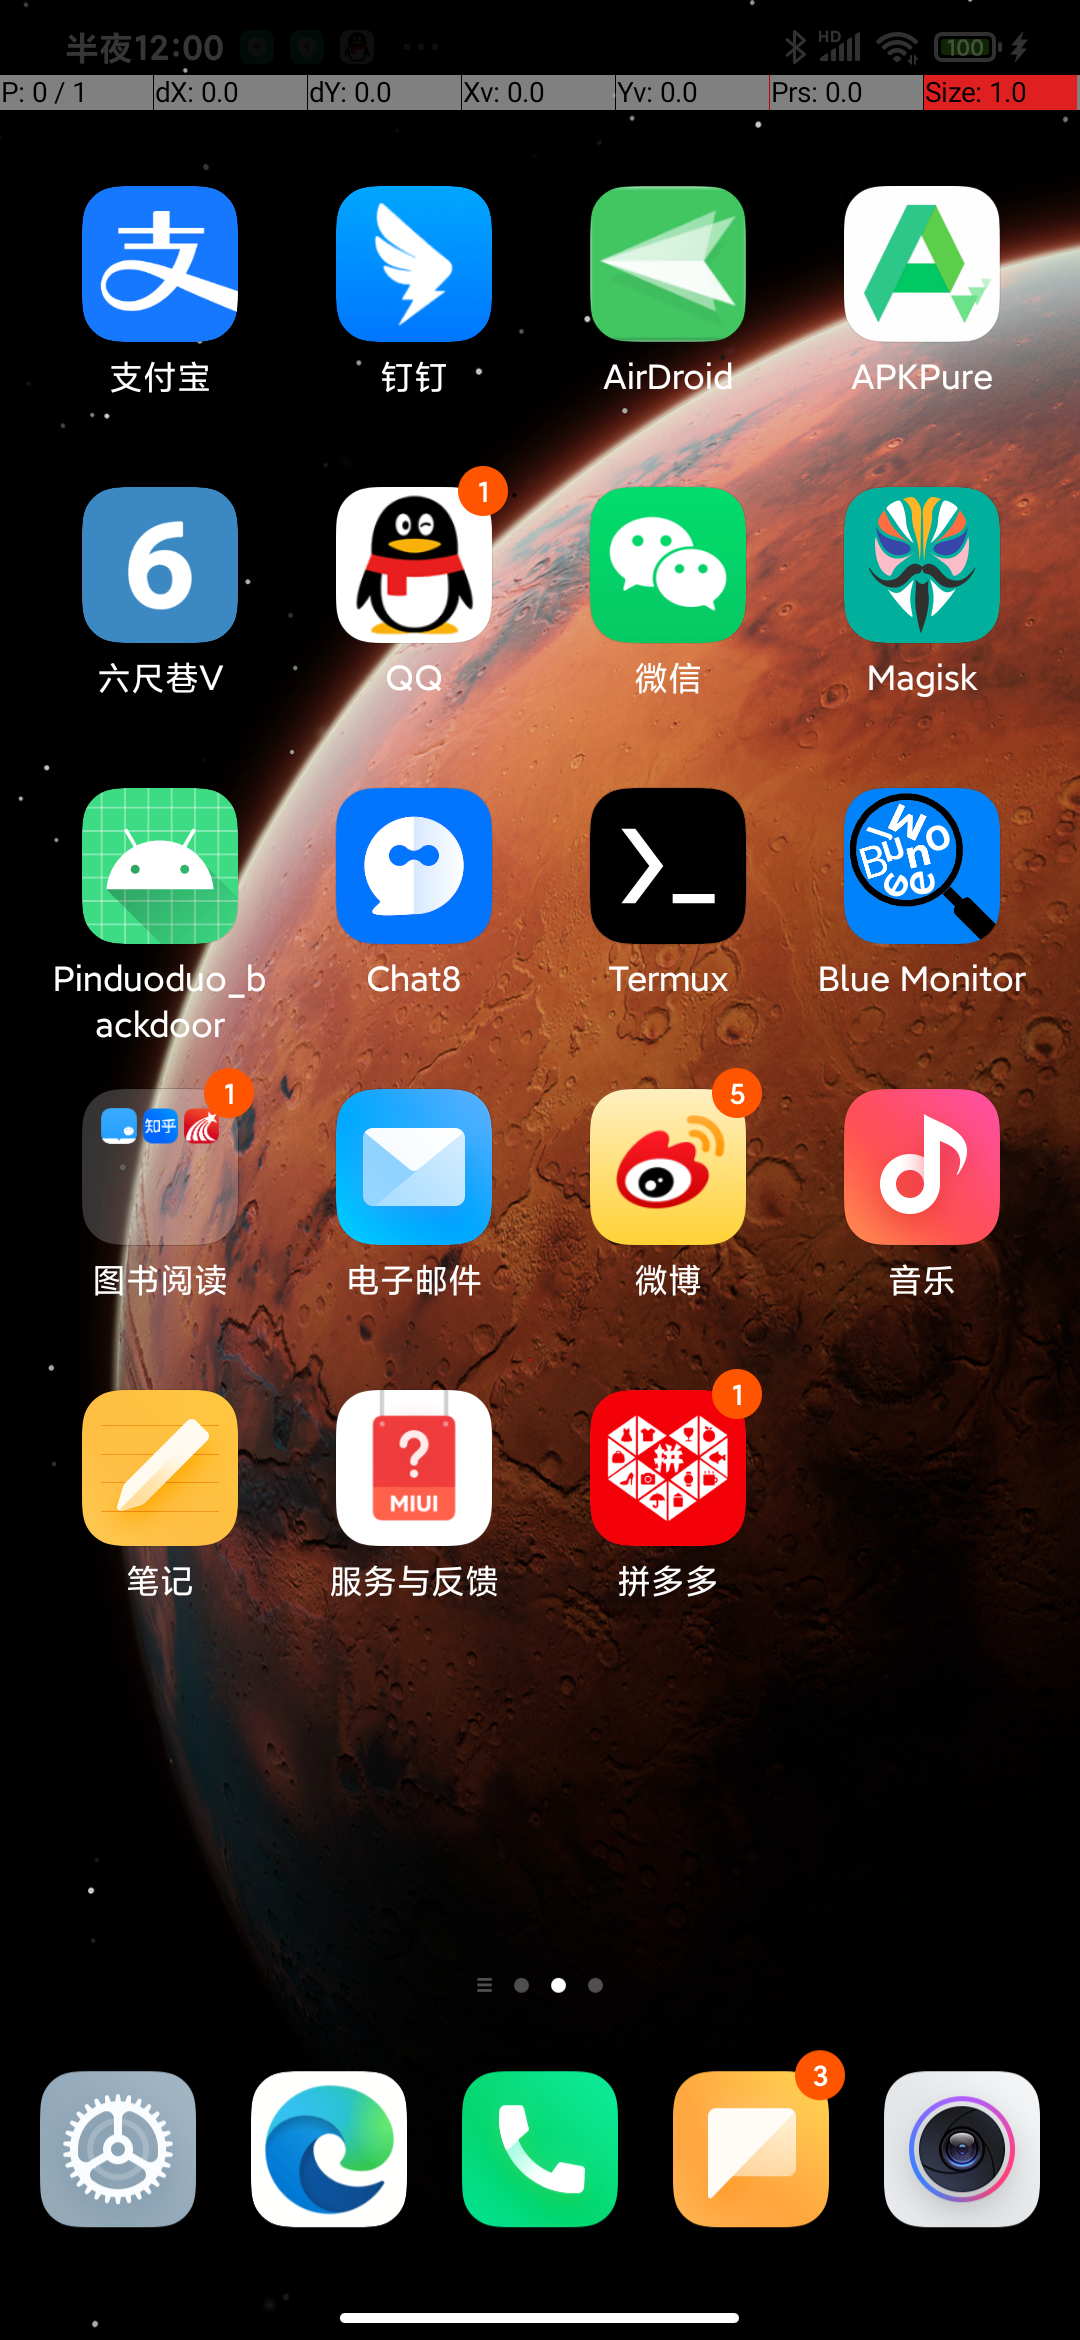 半夜12:00
HD
100
P: 0 / 1
dX: 0.0
dY: 0.0
Xv: 0.0
Yv: 0.0
Prs: 0.0
Size: 1.0
支
支付宝
钉钉
AirDroid
APKPure
6
1
六尺巷V
QQ
微信
Magisk
Pinduoduo_b
ackdoor
Chat8
Termux
Blue Monitor
1
知乎
5
图书阅读
电子邮件
微博
音乐
?
MIUI
1
拼
笔记
服务与反馈
拼多多
3